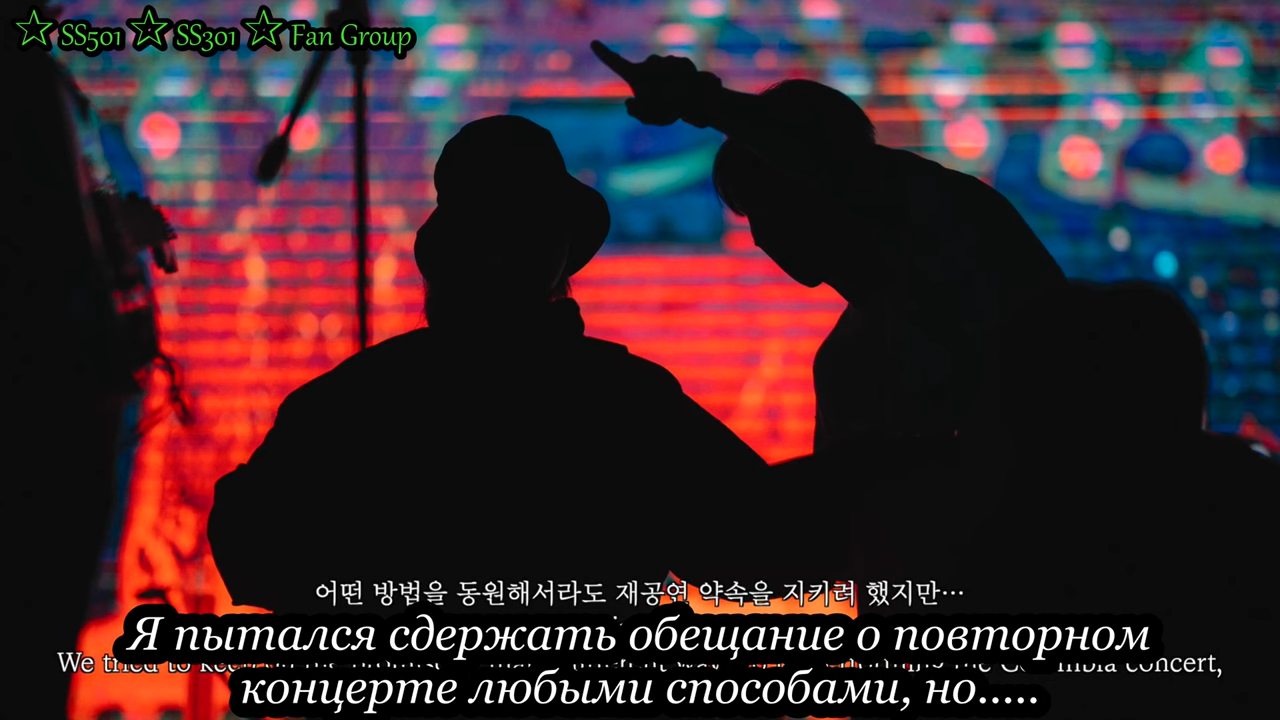 ☆ SS501 ☆ SS301 ☆ Fan Group
어떤 방법을 동원해서라도 재공연 약속을 지키려 했지만…
Я пытался сдержать обещание о повторном
We tried to concert,
концерте любыми способами, но.....